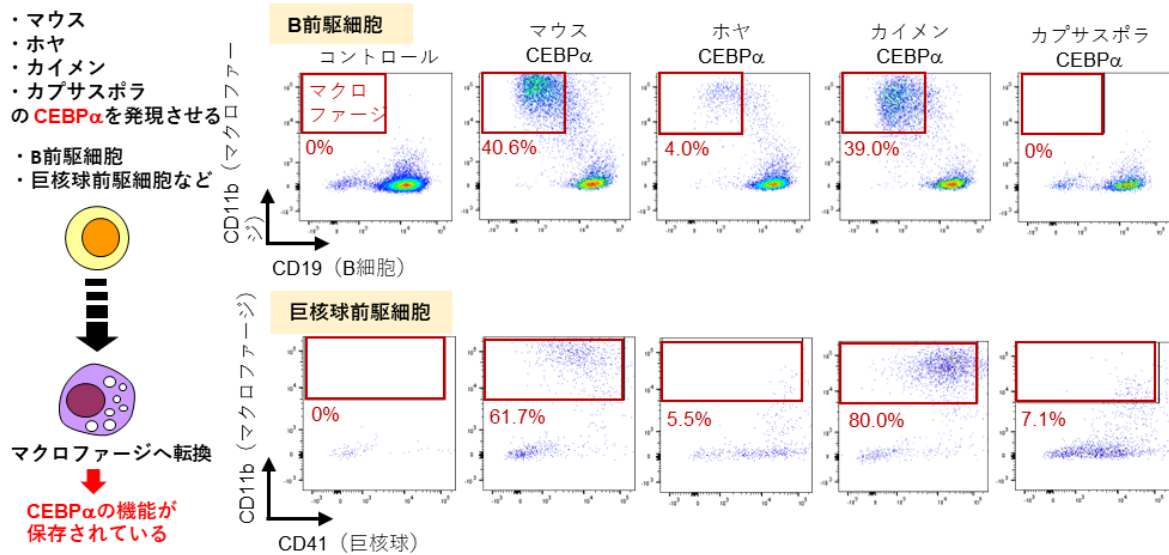 ・マウス
・ホヤ
・カイメン
・カプサスポラ
の CEBPαを発現させる
・B前駆細胞
・巨核球前駆細胞など
マクロファージへ転換
CEBPαの機能が
保存されている
B前駆細胞
コントロール
マウス
CEBPα
ホヤ
CEBPα
カイメン
CEBPα
カプサスポラ
CEBPα
マクロ
ファージ
0%
40.6%
4.0%
39.0%
0%
CD11b（マクロファー
ジ）
CD19（B細胞）
巨核球前駆細胞
0%
61.7%
5.5%
80.0%
7.1%
CD11b（マクロファージ）
CD41（巨核球）